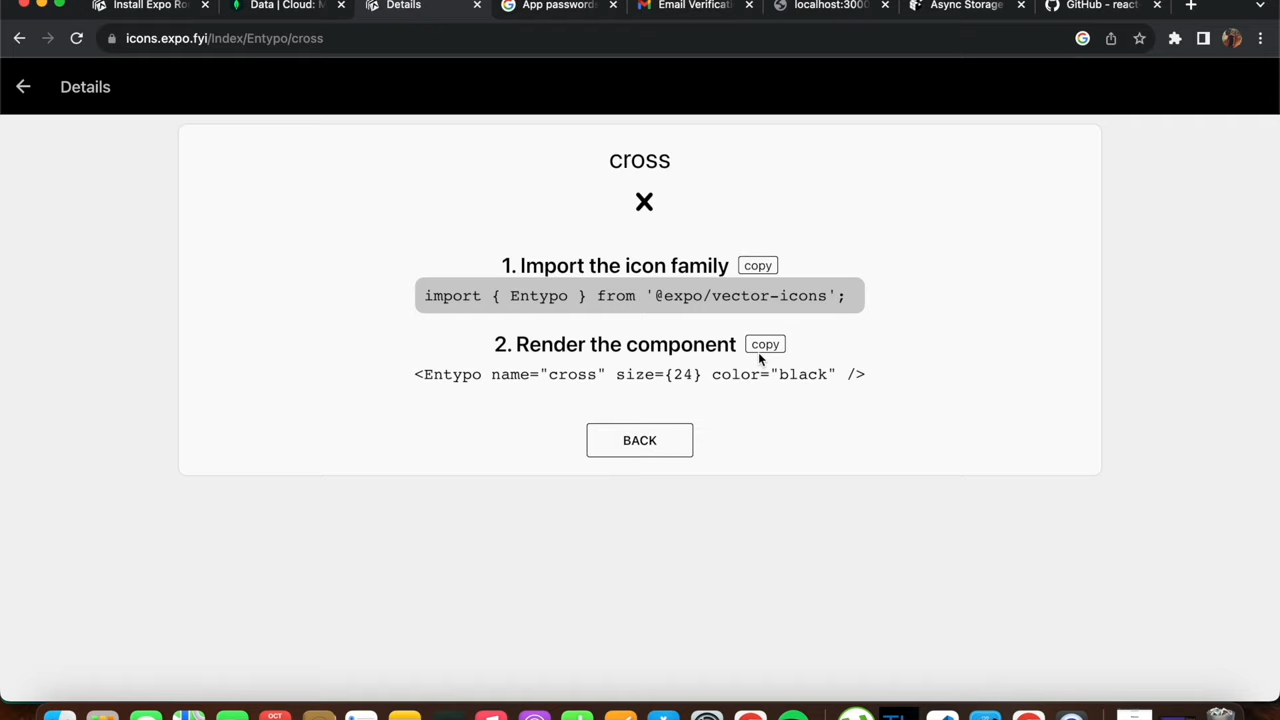 Install Expo Ro
Data | Cloud: M
Details
App password
Email Verificati
localhost:3000
Async Storage
GitHub - react
icons.expo.fyi/Index/Entypo/cross
Details
cross
1. Import the icon family copy
import { Entypo } from '@expo/vector-icons';
2. Render the component copy
<Entypo name="cross" size={24} color="black" />
BACK
OCT